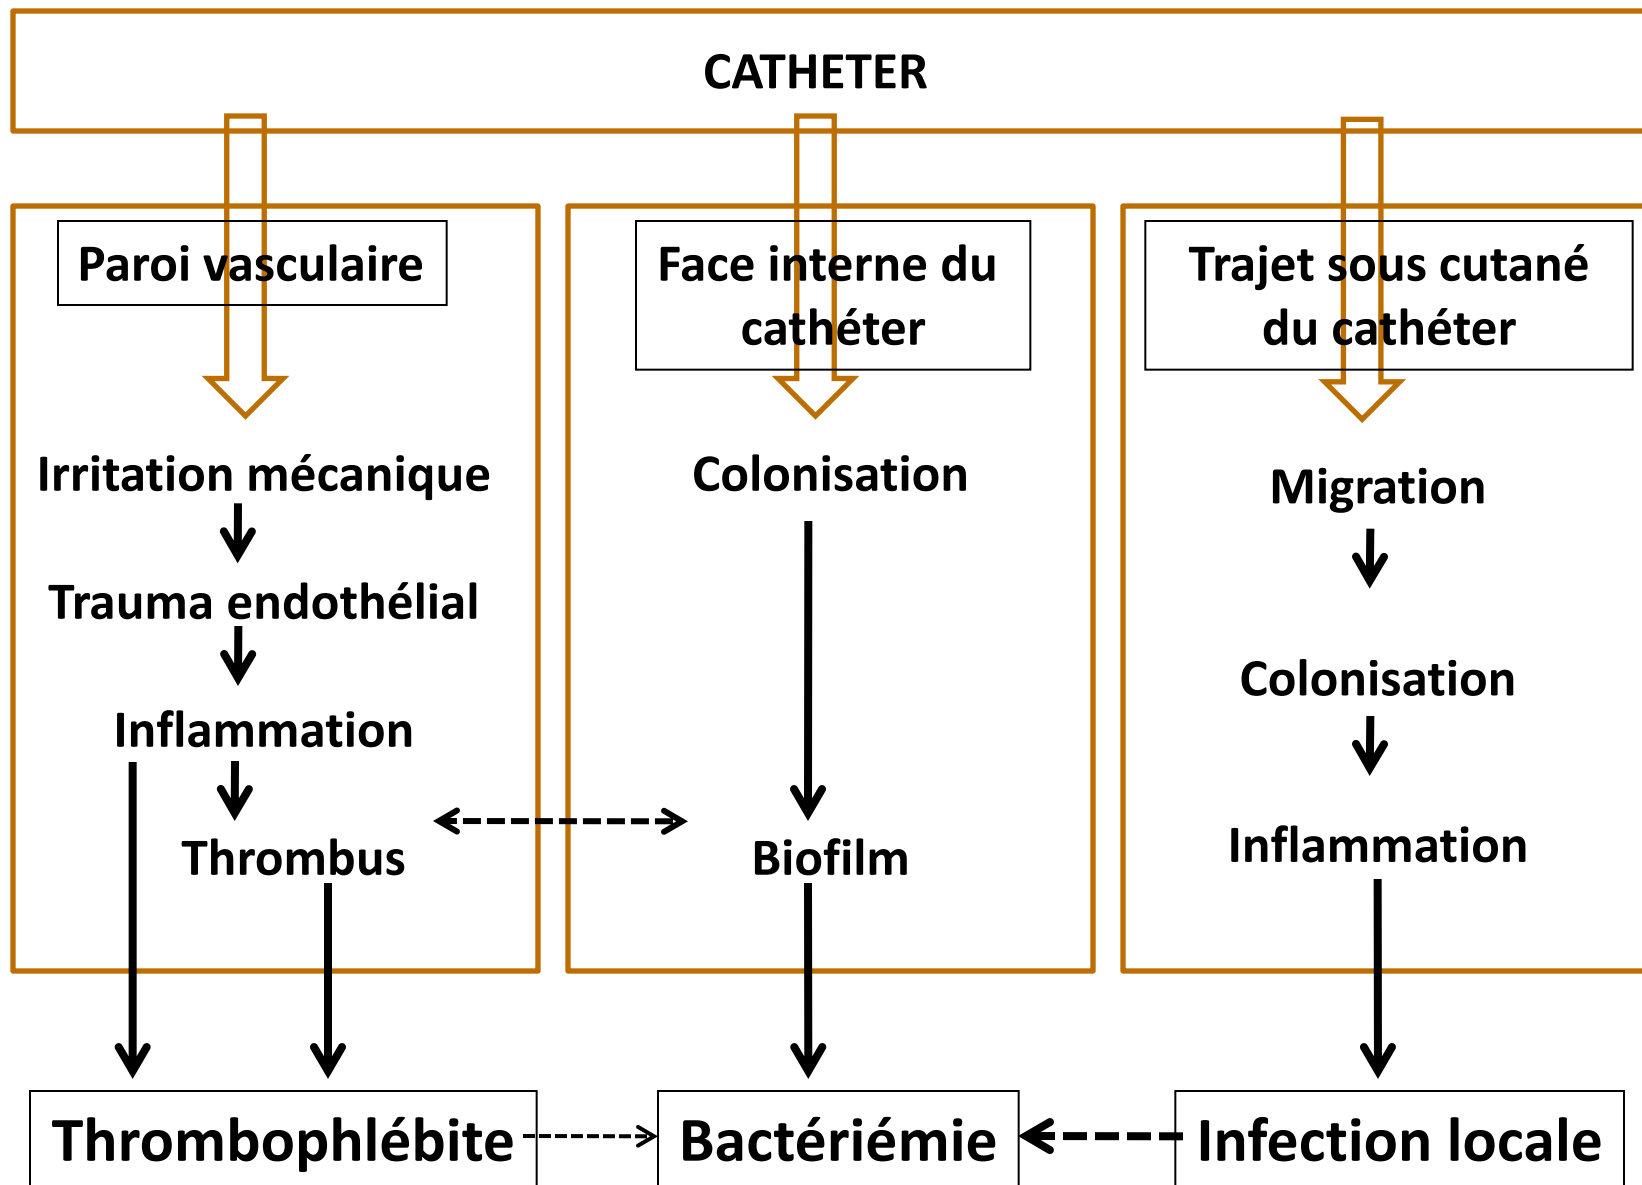 CATHETER
Paroi vasculaire
Irritation mécanique
Trauma endothélial
Inflammation
Thrombus
Face interne du
cathéter
Colonisation
Biofilm
Trajet sous cutané
du cathéter
Migration
Colonisation
Inflammation
Thrombophlébite
Bactériémie
Infection locale